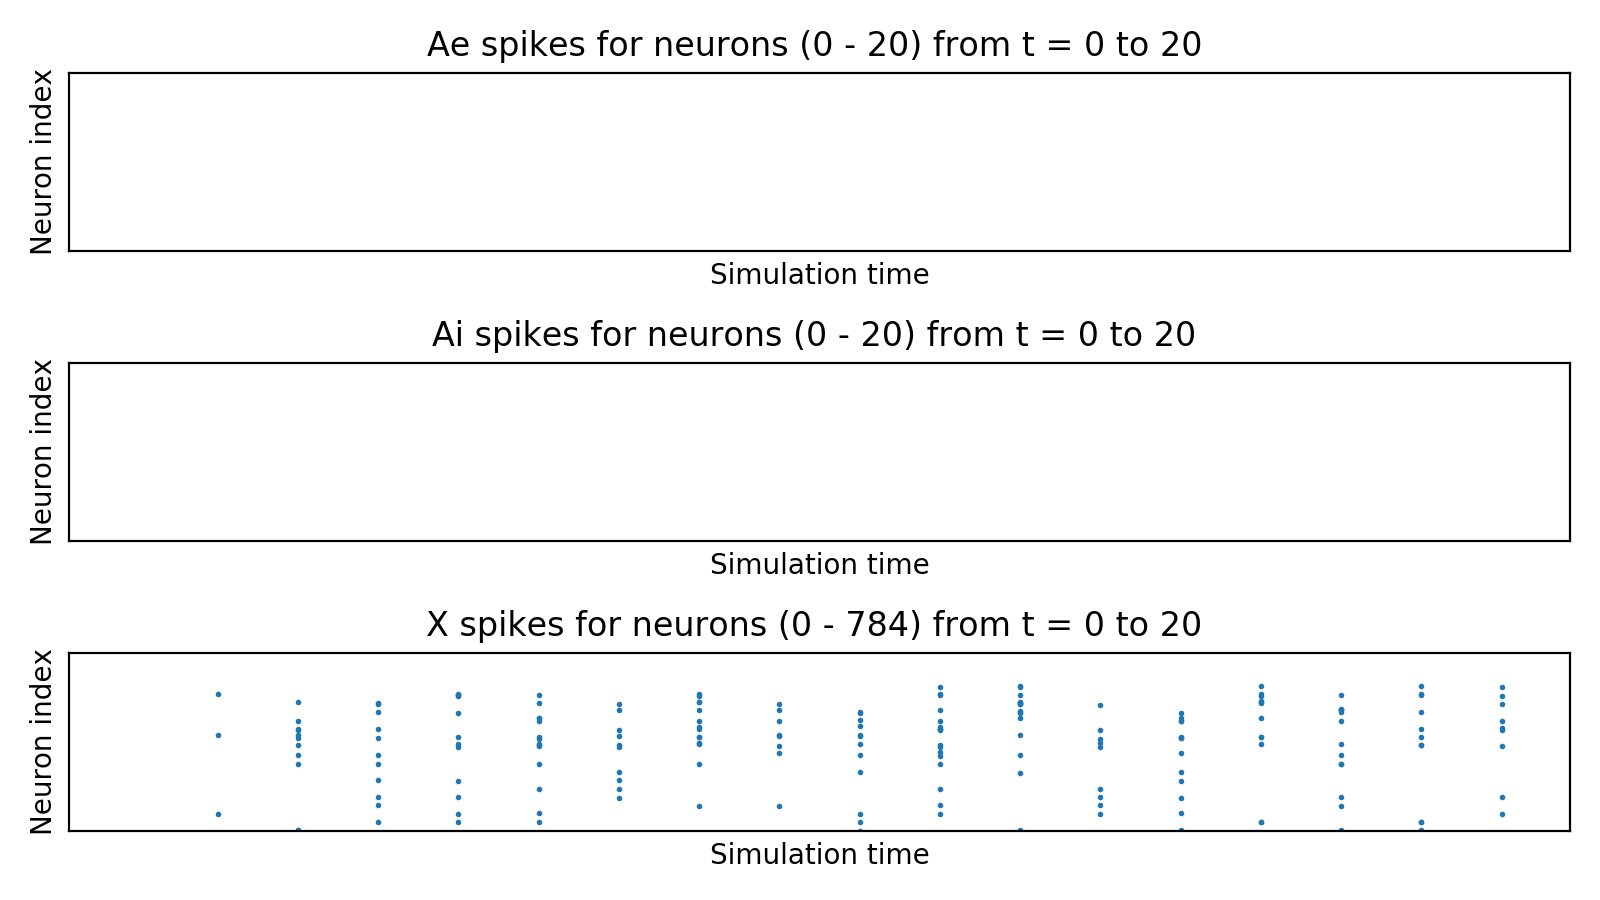 Ae spikes for neurons (0 - 20) from t = 0 to 20
Neuron index
Simulation time
Ai spikes for neurons (0 - 20) from t = 0 to 20
Neuron index
Simulation time
X spikes for neurons (0 - 784) from t = 0 to 20
Neuron index
Simulation time